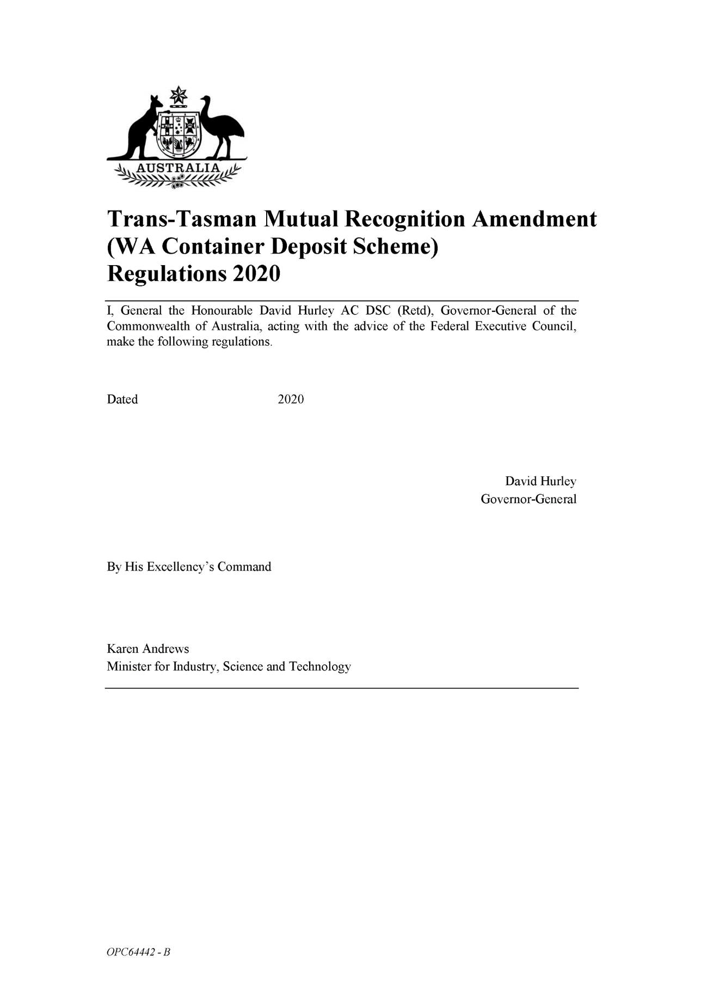 AUSTRALIA
Trans-Tasman Mutual Recognition Amendment
(WA Container Deposit Scheme)
Regulations 2020
I, General the Honourable David Hurley AC DSC (Retd), Governor-General of the
Commonwealth of Australia, acting with the advice of the Federal Executive Council,
make the following regulations.
Dated 2020
David Hurley
Governor-General
By His Excellency’s Command
Karen Andrews
Minister for Industry, Science and Technology
OPC64442 - B